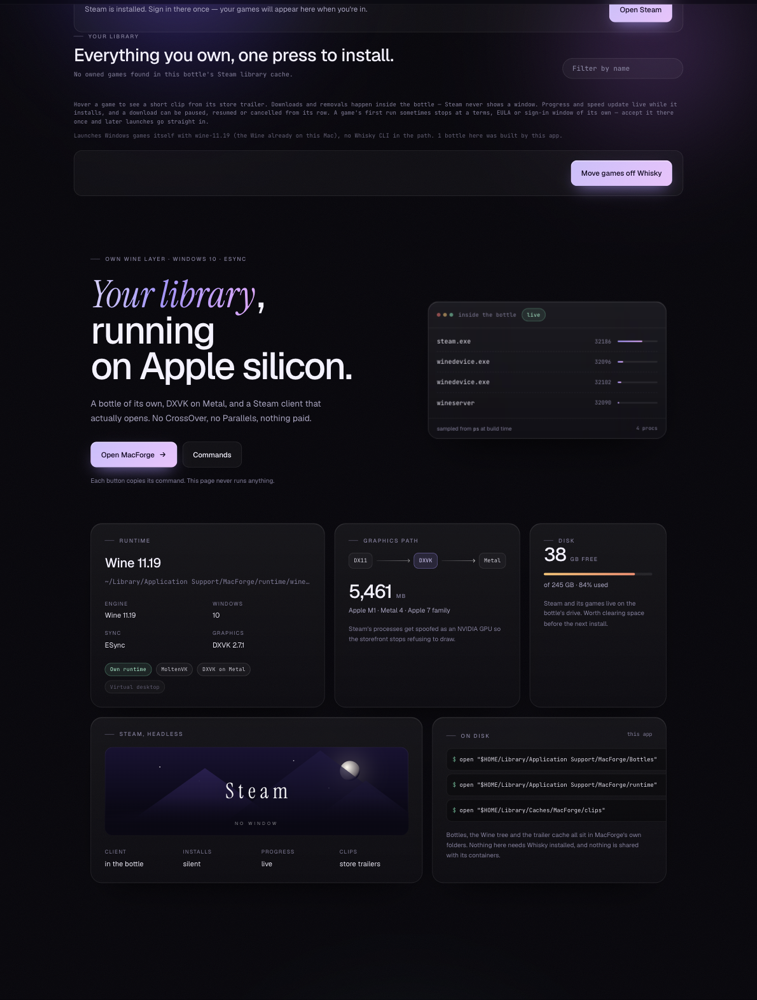 Steam is installed. Sign in there once — your games will appear here when you're in.
Open Steam
YOUR LIBRARY
Everything you own, one press to install.
No owned games found in this bottle's Steam library cache.
Filter by name
Hover a game to see a short clip from its store trailer. Downloads and removals happen inside the bottle — Steam never shows a window. Progress and speed update live while it
installs, and a download can be paused, resumed or cancelled from its row. A game's first run sometimes stops at a terms, EULA or sign-in window of its own — accept it there
once and later launches go straight in.
Launches Windows games itself with wine-11.19 (the Wine already on this Mac), no Whisky CLI in the path. 1 bottle here was built by this app.
Move games off Whisky
OWN WINE LAYER · WINDOWS 10 · ESYNC
Your library,
running
on Apple silicon.
A bottle of its own, DXVK on Metal, and a Steam client that
actually opens. No CrossOver, no Parallels, nothing paid.
Open MacForge →
Commands
Each button copies its command. This page never runs anything.
inside the bottle
live
steam.exe 32186
winedevice.exe 32096
winedevice.exe 32102
wineserver 32090
sampled from ps at build time
4 procs
RUNTIME
Wine 11.19
~/Library/Application Support/MacForge/runtime/wine…
ENGINE
Wine 11.19
WINDOWS
10
SYNC
ESync
GRAPHICS
DXVK 2.7.1
Own runtime
MoltenVK
DXVK on Metal
Virtual desktop
GRAPHICS PATH
DX11
DXVK
Metal
5,461 MB
Apple M1 · Metal 4 · Apple 7 family
Steam's processes get spoofed as an NVIDIA GPU so
the storefront stops refusing to draw.
DISK
38 GB FREE
of 245 GB · 84% used
Steam and its games live on the
bottle's drive. Worth clearing space
before the next install.
STEAM, HEADLESS
Steam
NO WINDOW
CLIENT
in the bottle
INSTALLS
silent
PROGRESS
live
CLIPS
store trailers
ON DISK
this app
$ open "$HOME/Library/Application Support/MacForge/Bottles"
$ open "$HOME/Library/Application Support/MacForge/runtime"
$ open "$HOME/Library/Caches/MacForge/clips"
Bottles, the Wine tree and the trailer cache all sit in MacForge's own
folders. Nothing here needs Whisky installed, and nothing is shared
with its containers.